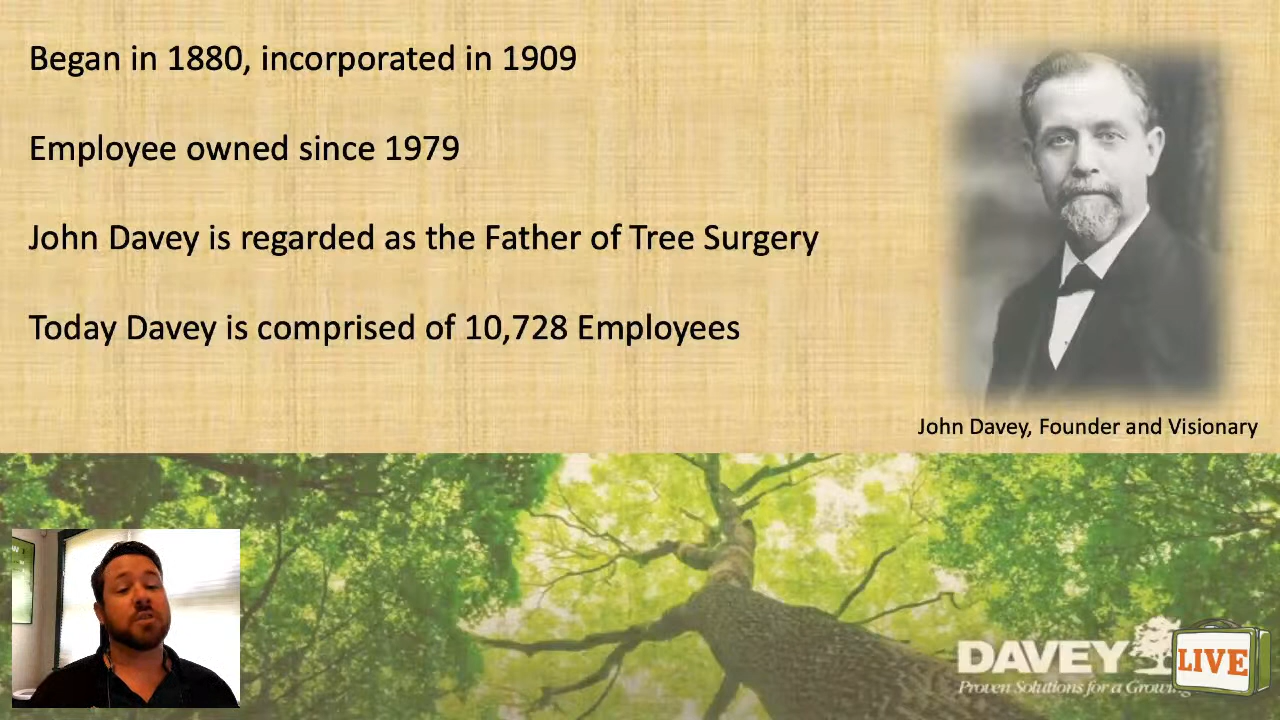 Began in 1880, incorporated in 1909
Employee owned since 1979
John Davey is regarded as the Father of Tree Surgery
Today Davey is comprised of 10,728 Employees
John Davey, Founder and Visionary
DAVEY
Proven Solutions for a
LIVE